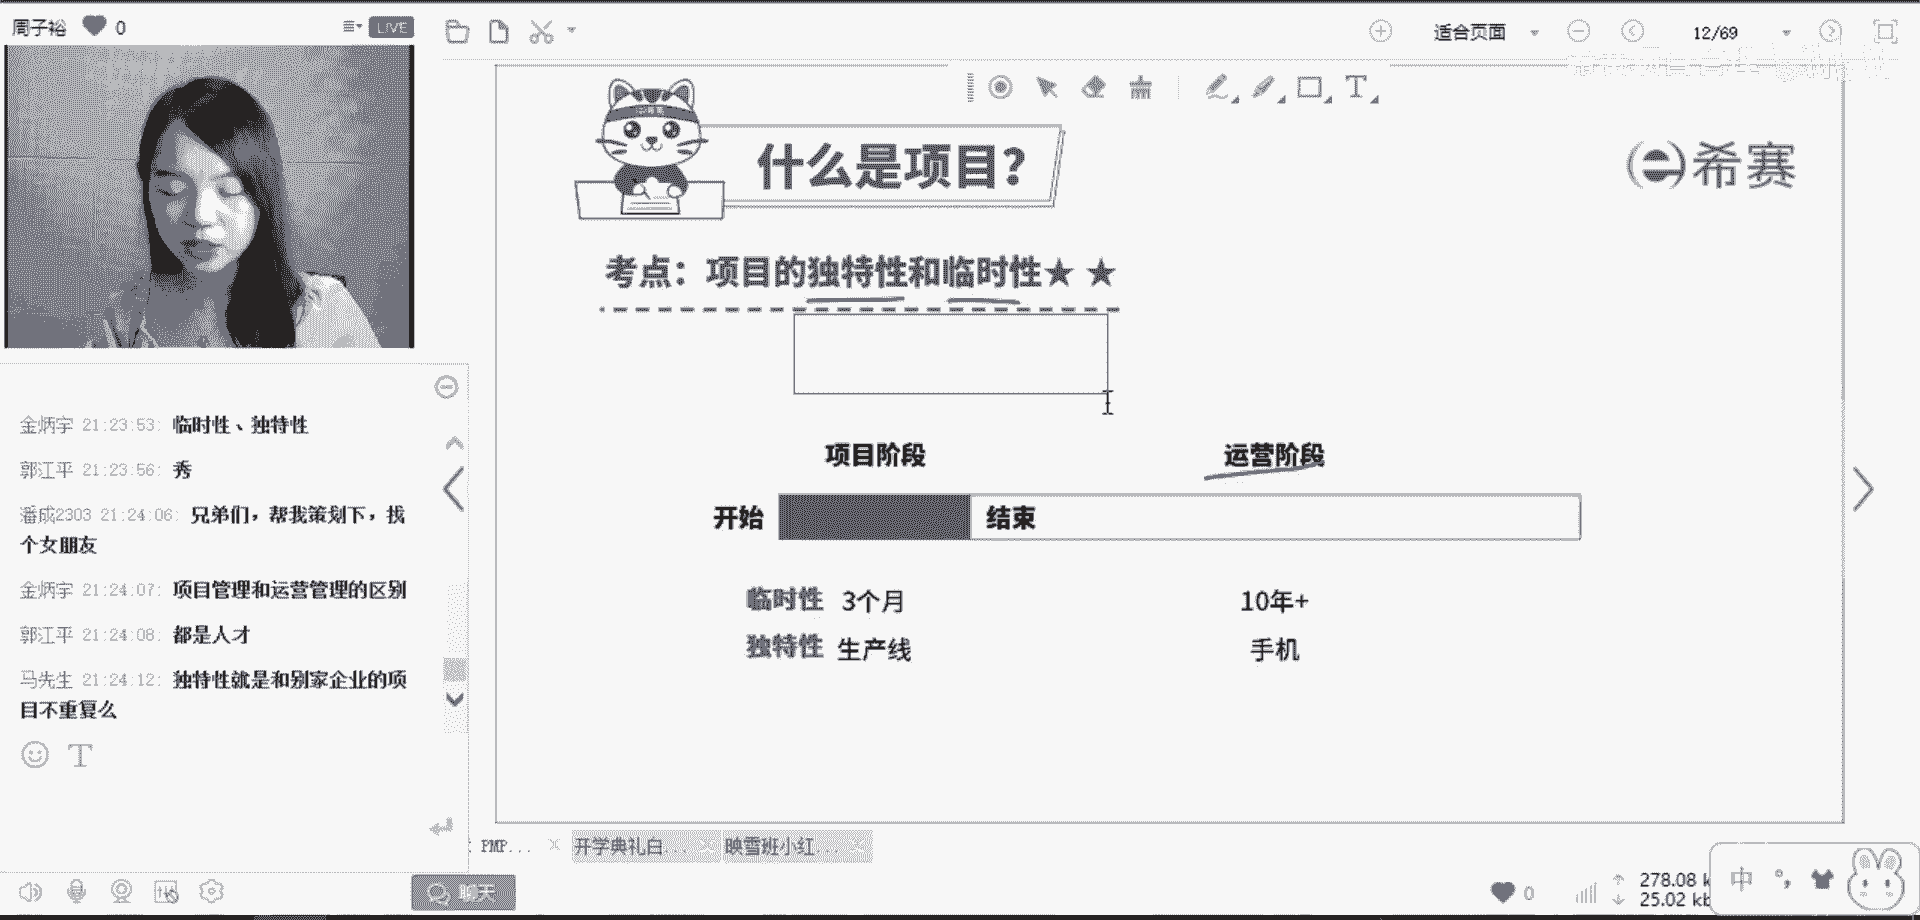 周子裕 0
LIVE
适合页面
12/69
什么是项目?
希赛
考点：项目的独特性和临时性★ ★
项目阶段 运营阶段
开始 结束
临时性 3个月 10年+
独特性 生产线 手机
金炳宇 21:23:53: 临时性、独特性
郭江平 21:23:56: 秀
潘成2303 21:24:06: 兄弟们，帮我策划下，找
个女朋友
金炳宇 21:24:07: 项目管理和运营管理的区别
郭江平 21:24:08: 都是人才
马先生 21:24:12: 独特性就是和别家企业的项
目不重复么
PMP... 开学典礼白... 映雪班小红...
聊天
0
278.08 k
25.02 kb
中